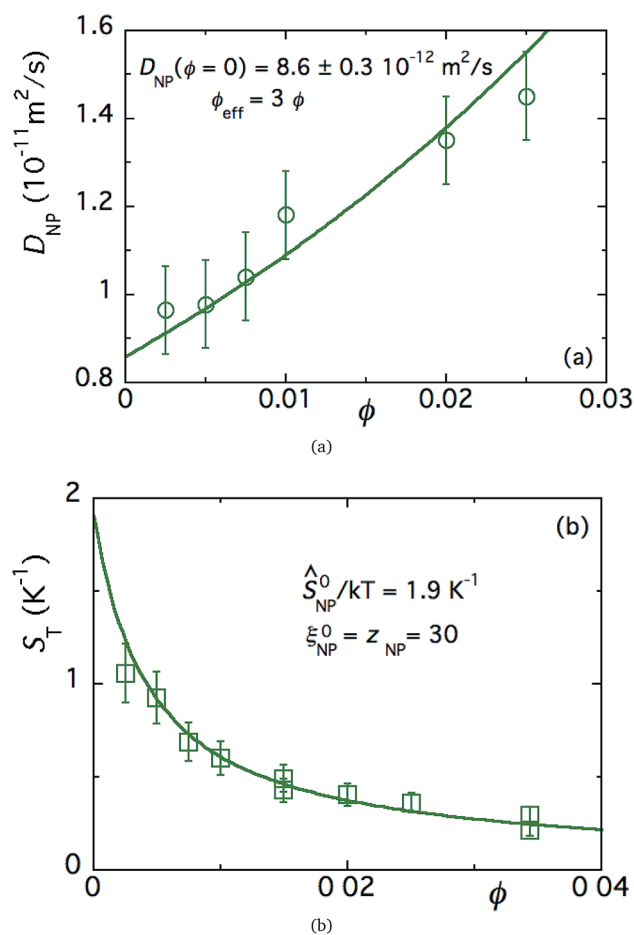 1.6
D_NP(ϕ = 0) = 8.6 ± 0.3 10^-12 m^2/s
ϕ_eff = 3 ϕ
1.4
D_NP (10^-11 m^2/s)
1.2
1
(a)
0.8
0
0.01
ϕ
0.02
0.03
(a)
2
(b)
Ŝ^0_NP/kT = 1.9 K^-1
ξ^0_NP = z_NP = 30
S_T (K^-1)
1
0
0
0 02
ϕ
0 04
(b)